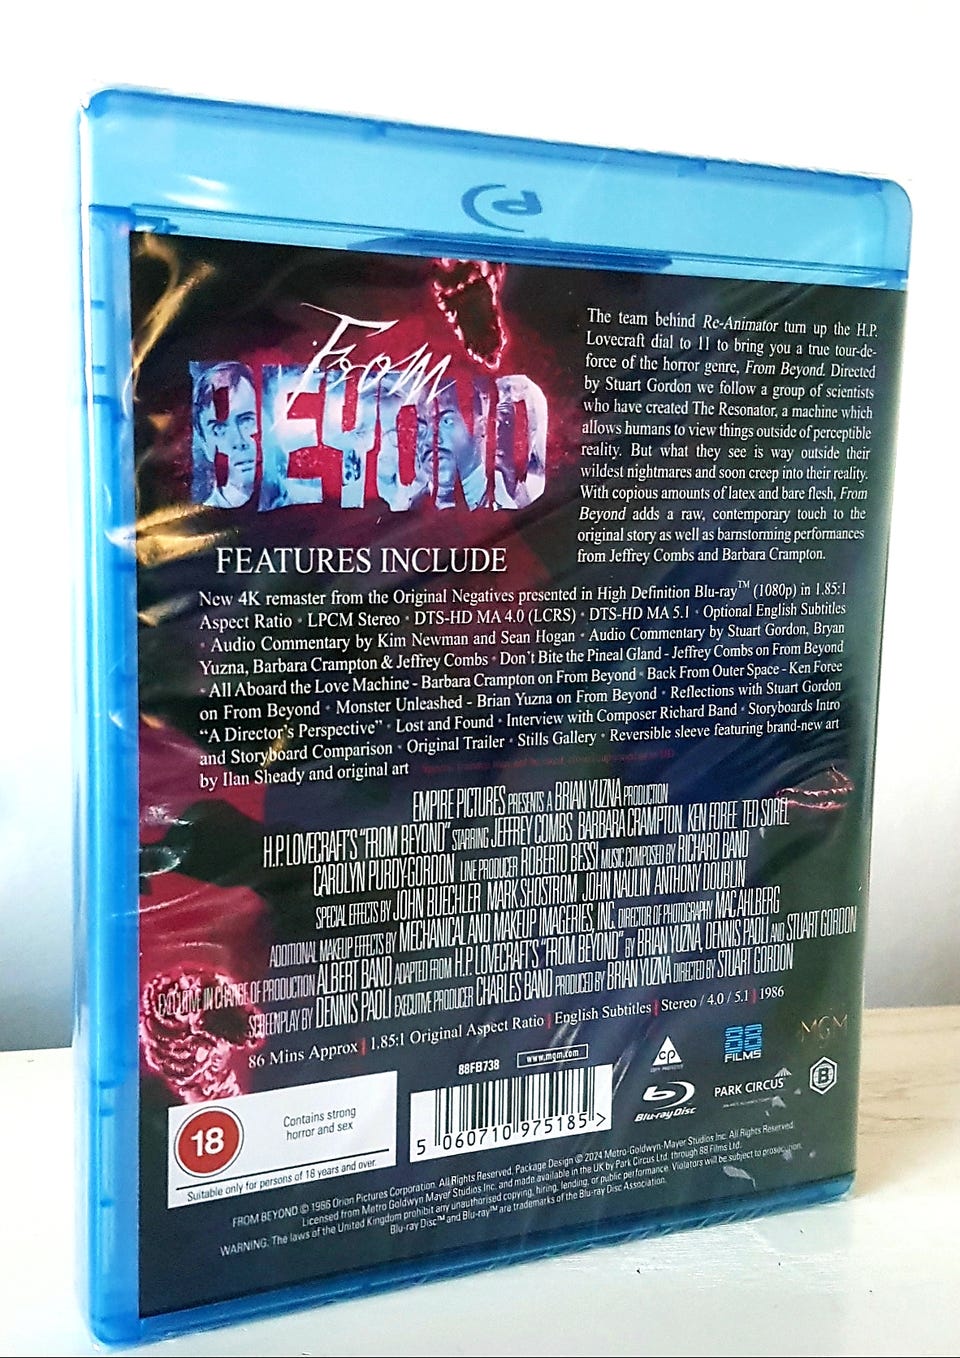 From
BEYOND
The team behind Re-Animator turn up the H.P.
Lovecraft dial to 11 to bring you a true tour-de-
force of the horror genre, From Beyond. Directed
by Stuart Gordon we follow a group of scientists
who have created The Resonator, a machine which
allows humans to view things outside of perceptible
reality. But what they see is way outside their
wildest nightmares and soon creep into their reality.
With copious amounts of latex and bare flesh, From
Beyond adds a raw, contemporary touch to the
original story as well as barnstorming performances
from Jeffrey Combs and Barbara Crampton.
FEATURES INCLUDE
New 4K remaster from the Original Negatives presented in High Definition Blu-ray™ (1080p) in 1.85:1
Aspect Ratio • LPCM Stereo • DTS-HD MA 4.0 (LCRS) • DTS-HD MA 5.1 • Optional English Subtitles
• Audio Commentary by Kim Newman and Sean Hogan • Audio Commentary by Stuart Gordon, Bryan
Yuzna, Barbara Crampton & Jeffrey Combs • Don't Bite the Pineal Gland - Jeffrey Combs on From Beyond
• All Aboard the Love Machine - Barbara Crampton on From Beyond • Back From Outer Space - Ken Foree
on From Beyond • Monster Unleashed - Brian Yuzna on From Beyond • Reflections with Stuart Gordon
“A Director's Perspective” • Lost and Found • Interview with Composer Richard Band • Storyboards Intro
and Storyboard Comparison • Original Trailer • Stills Gallery • Reversible sleeve featuring brand-new art
by Ilan Sheady and original art
EMPIRE PICTURES PRESENTS A BRIAN YUZNA PRODUCTION
H.P. LOVECRAFT'S "FROM BEYOND" STARRING JEFFREY COMBS BARBARA CRAMPTON KEN FOREE TED SOREL
CAROLYN PURDY-GORDON LINE PRODUCER ROBERTO BESSI MUSIC COMPOSED BY RICHARD BAND
SPECIAL EFFECTS BY JOHN BUECHLER MARK SHOSTROM JOHN NAULIN ANTHONY DOUBLIN
ADDITIONAL MAKEUP EFFECTS BY MECHANICAL AND MAKEUP IMAGERIES, INC. DIRECTOR OF PHOTOGRAPHY MAC AHLBERG
EXECUTIVE IN CHARGE OF PRODUCTION ALBERT BAND ADAPTED FROM H.P. LOVECRAFT'S "FROM BEYOND" BY BRIAN YUZNA, DENNIS PAOLI AND STUART GORDON
SCREENPLAY BY DENNIS PAOLI EXECUTIVE PRODUCER CHARLES BAND PRODUCED BY BRIAN YUZNA DIRECTED BY STUART GORDON
86 Mins Approx | 1.85:1 Original Aspect Ratio | English Subtitles | Stereo / 4.0 / 5.1 | 1986
88FB738
www.mgm.com
CP
COPY PROTECTED
88
FILMS
MGM
18
Contains strong
horror and sex
Suitable only for persons of 18 years and over.
5 060710 975185 >
Blu-ray Disc
PARK CIRCUS
B
FROM BEYOND © 1986 Orion Pictures Corporation. All Rights Reserved. Package Design © 2024 Metro-Goldwyn-Mayer Studios Inc. All Rights Reserved.
Licensed from Metro Goldwyn Mayer Studios Inc. and made available in the UK by Park Circus Ltd. through 88 Films Ltd.
WARNING: The laws of the United Kingdom prohibit any unauthorised copying, hiring, lending, or public performance. Violators will be subject to prosecution.
Blu-ray Disc™ and Blu-ray™ are trademarks of the Blu-ray Disc Association.